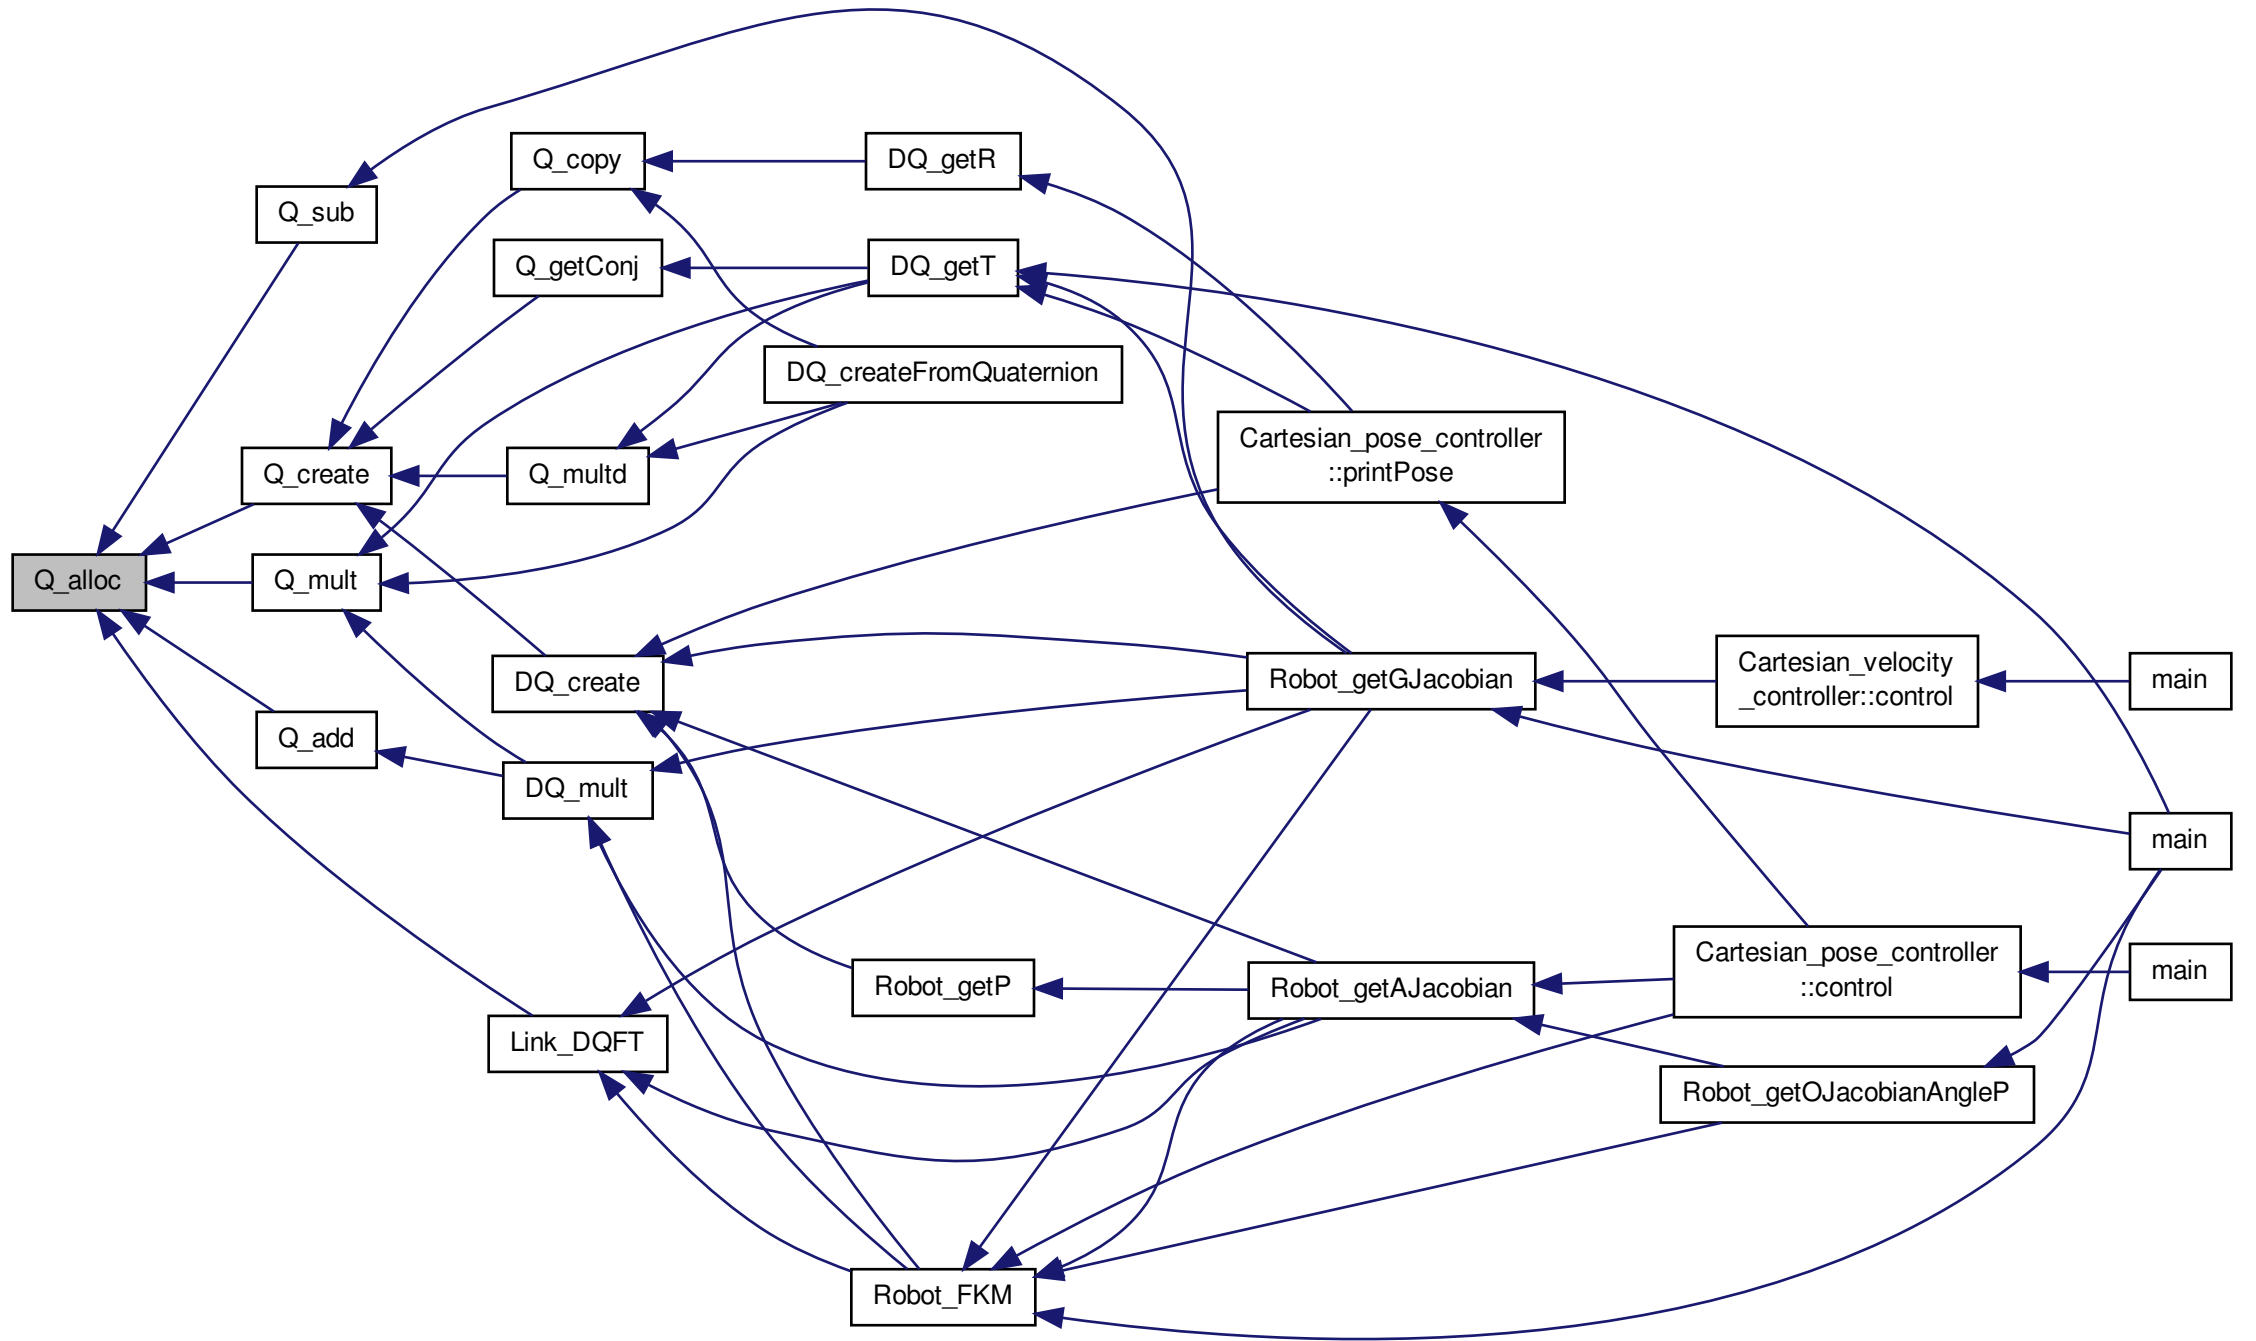 Q_alloc
Q_sub
Q_create
Q_mult
Q_add
Q_copy
Q_getConj
Q_multd
DQ_create
DQ_mult
Link_DQFT
DQ_getR
DQ_getT
DQ_createFromQuaternion
Robot_getP
Robot_FKM
Cartesian_pose_controller
::printPose
Robot_getGJacobian
Robot_getAJacobian
Cartesian_velocity
_controller::control
Cartesian_pose_controller
::control
Robot_getOJacobianAngleP
main
main
main